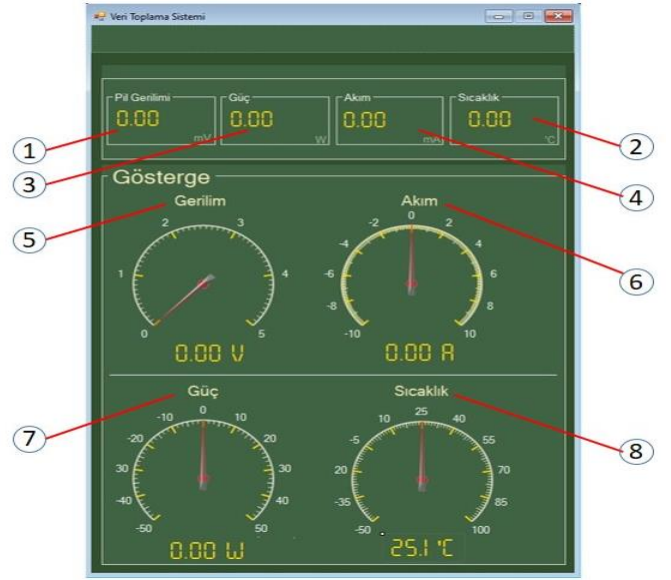 Veri Toplama Sistemi
Pil Gerilimi Güç Akım Sıcaklık
0.00 0.00 0.00 0.00
mV W mA °C
1 2
3 4
Gösterge
5 Gerilim Akım 6
0 1 2 3 4 5
-10 -8 -6 -4 -2 0 2 4 6 8 10
0.00 V 0.00 A
7 Güç Sıcaklık 8
-50 -40 30 -20 -10 0 10 20 30 40 50
-50 -35 20 -5 10 25 40 55 70 85 100
0.00 W 25.1 °C